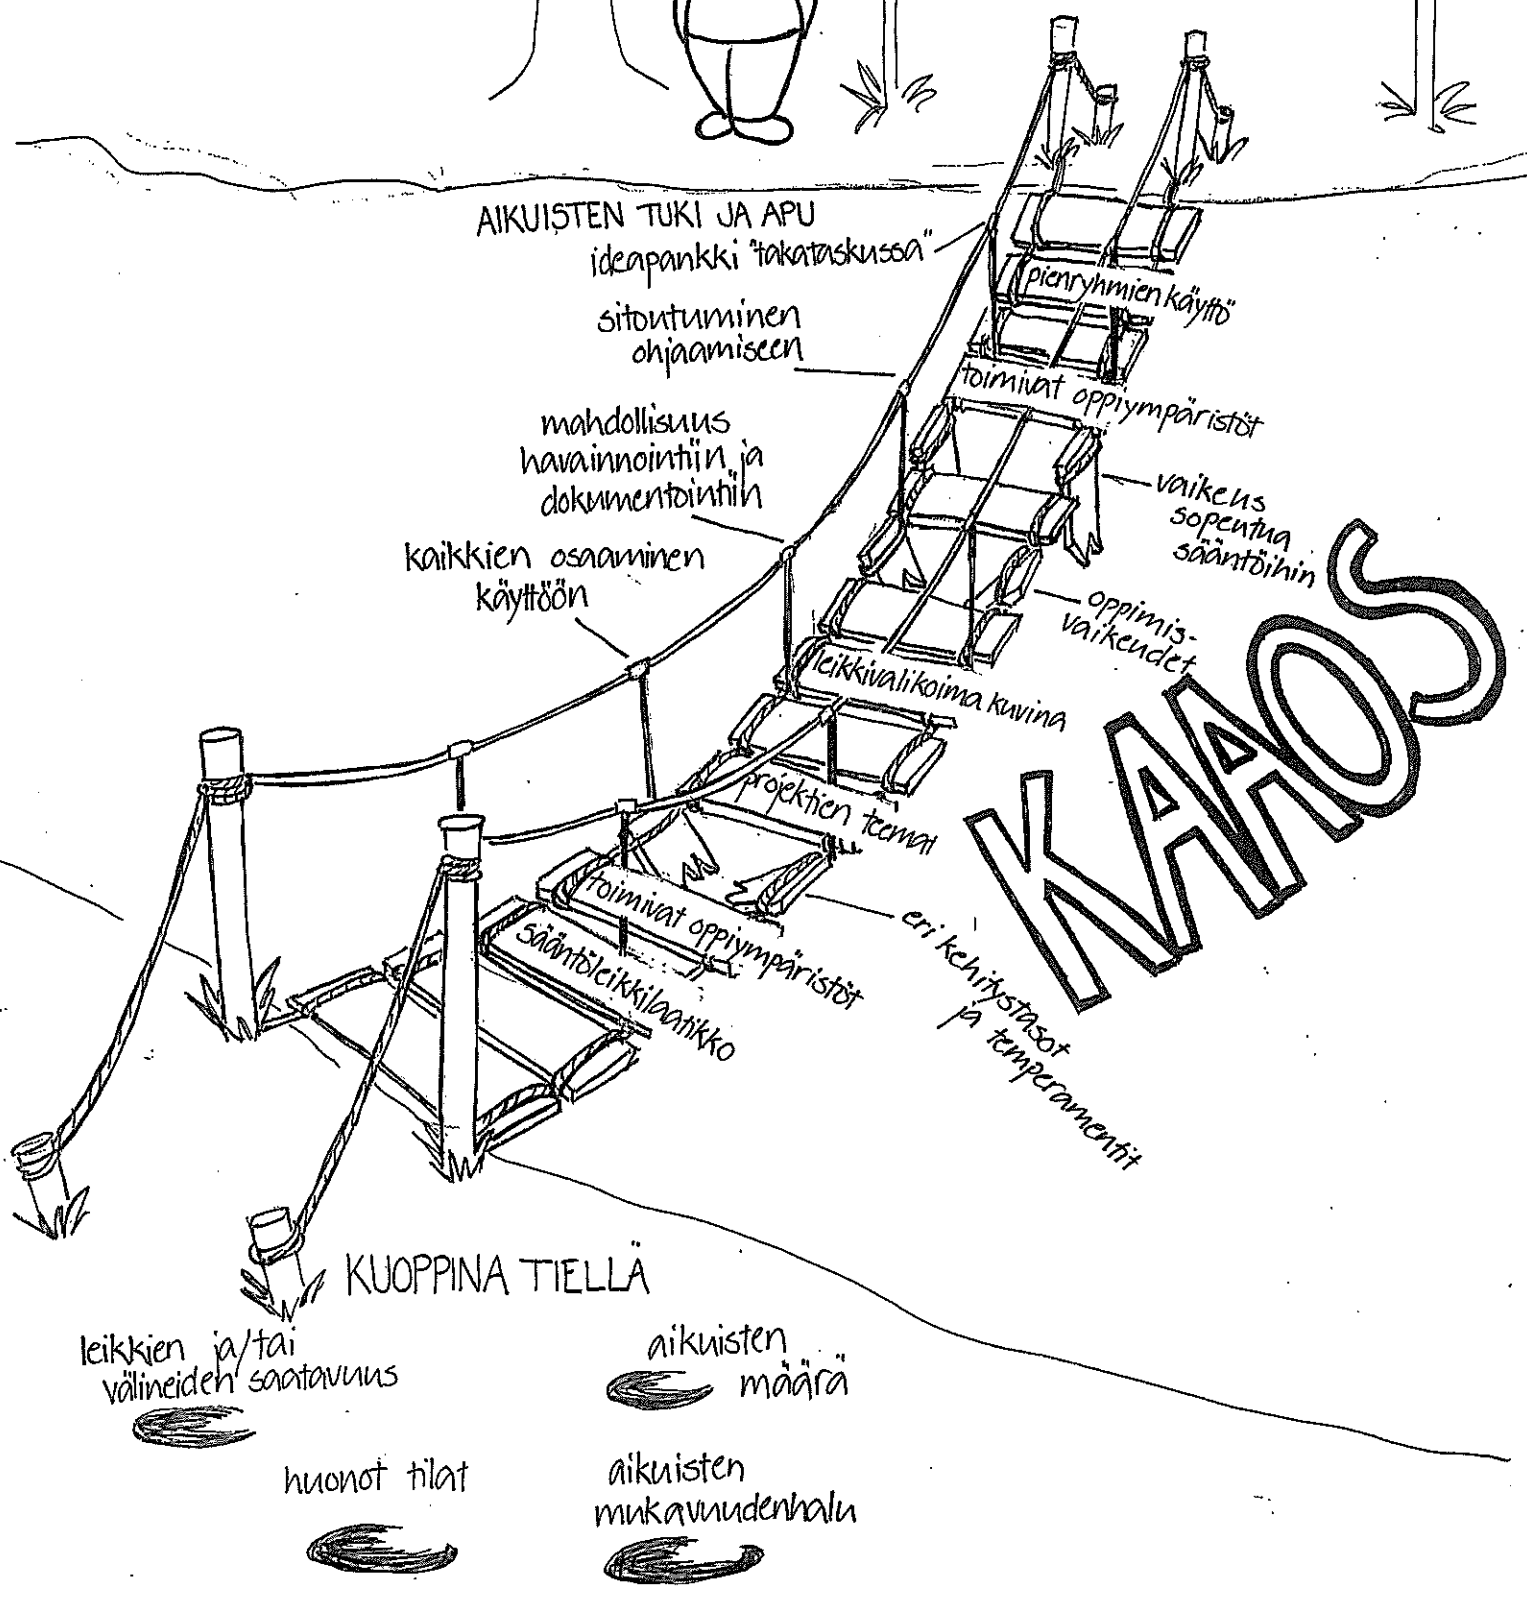 AIKUISTEN TUKI JA APU
ideapankki "takataskussa"
sitoutuminen
ohjaamiseen
mahdollisuus
havainnointiin ja
dokumentointiin
kaikkien osaaminen
käyttöön
pienryhmien käyttö
toimivat oppiympäristöt
vaikeus
sopeutua
sääntöihin
oppimis-
vaikeudet
leikkivalikoima kuvina
projektien teemat
toimivat oppiympäristöt
sääntöleikkilaatikko
eri kehitystasot
ja temperamentit
KAAOS
KUOPPINA TIELLÄ
leikkien ja/tai
välineiden saatavuus
aikuisten
määrä
huonot tilat
aikuisten
mukavuudenhalu